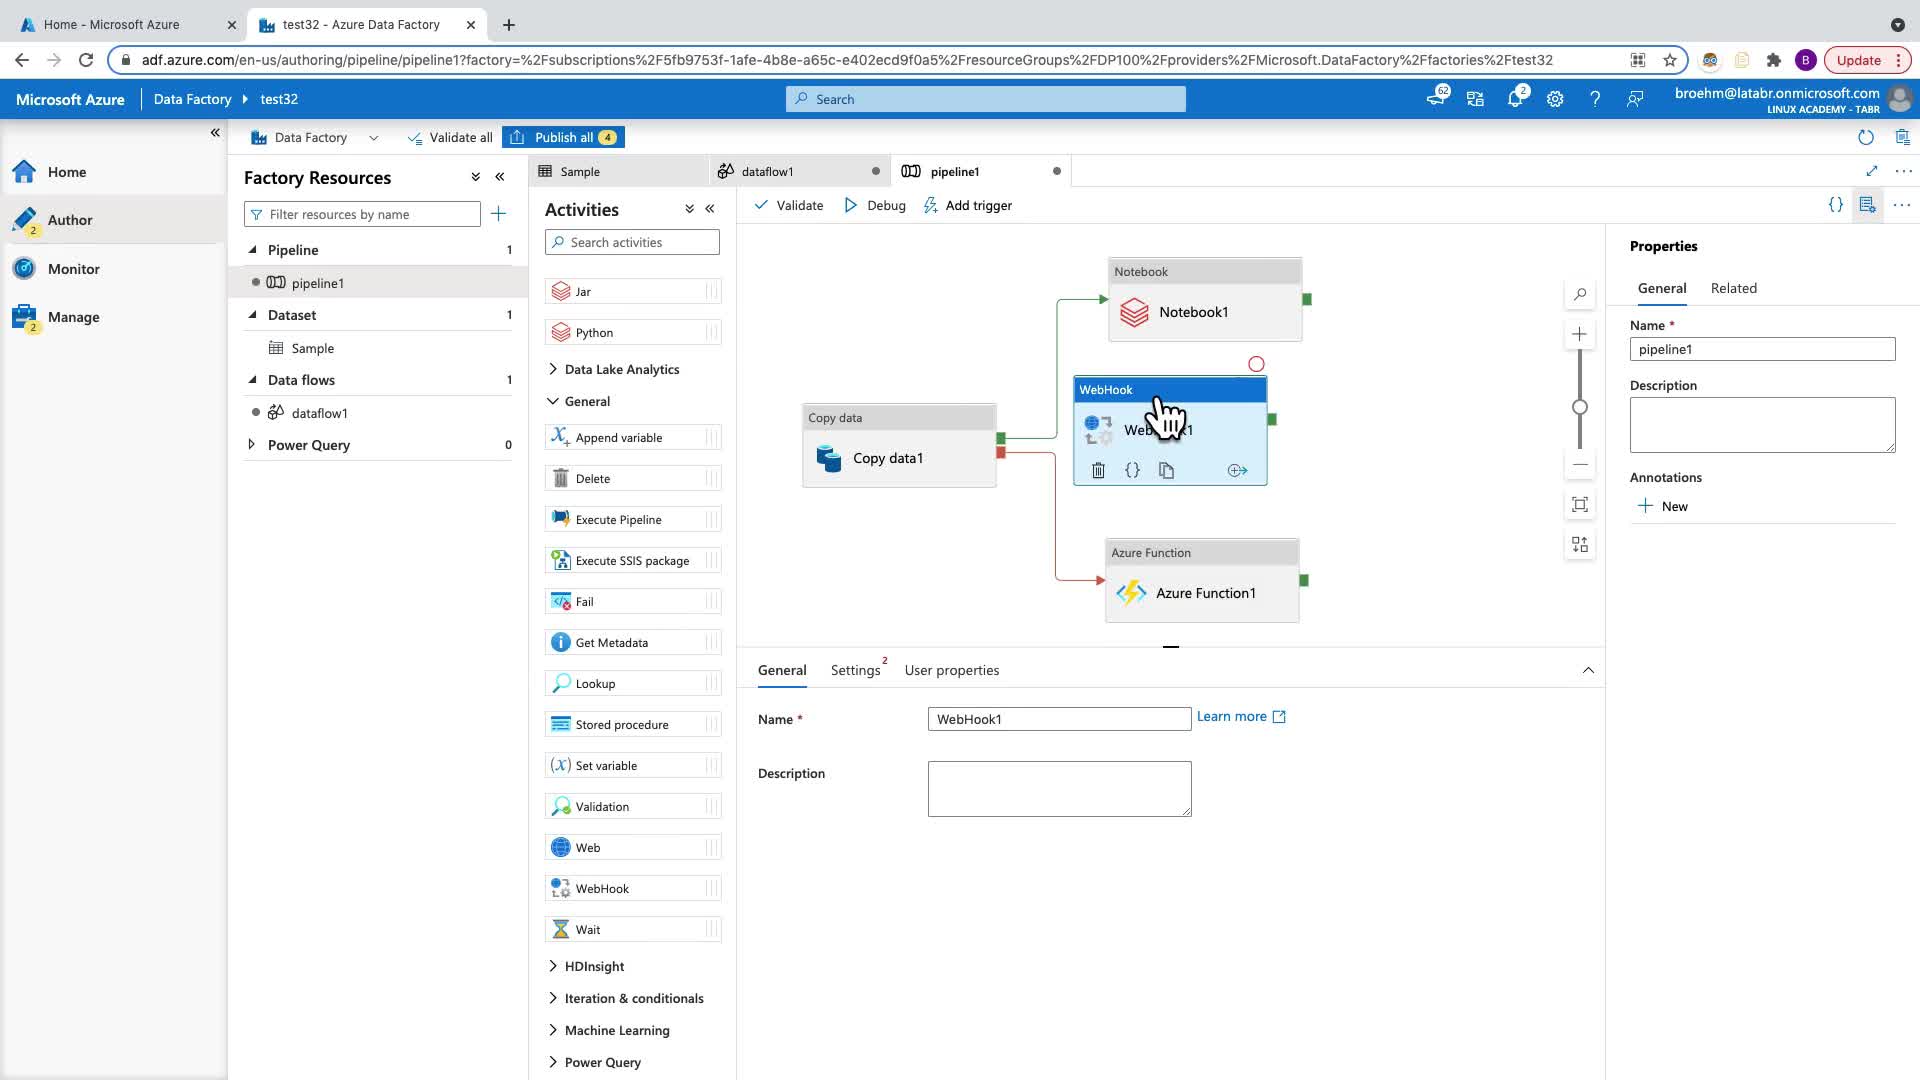 Home - Microsoft Azure
test32 - Azure Data Factory
adf.azure.com/en-us/authoring/pipeline/pipeline1?factory=%2Fsubscriptions%2F5fb9753f-1afe-4b8e-a65c-e402ecd9f0a5%2FresourceGroups%2FDP100%2Fproviders%2FMicrosoft.DataFactory%2Ffactories%2Ftest32
B
Update
Microsoft Azure
Data Factory
test32
Search
62
2
broehm@latabr.onmicrosoft.com
LINUX ACADEMY - TABR
Data Factory
Validate all
Publish all
4
Home
Author
2
Monitor
Manage
2
Factory Resources
Filter resources by name
Pipeline
1
pipeline1
Dataset
1
Sample
Data flows
1
dataflow1
Power Query
0
Sample
dataflow1
pipeline1
Activities
Search activities
Jar
Python
Data Lake Analytics
General
Append variable
Delete
Execute Pipeline
Execute SSIS package
Fail
Get Metadata
Lookup
Stored procedure
Set variable
Validation
Web
WebHook
Wait
HDInsight
Iteration & conditionals
Machine Learning
Power Query
Validate
Debug
Add trigger
Notebook
Notebook1
WebHook
Copy data
Copy data1
Azure Function
Azure Function1
General
Settings
2
User properties
Name *
WebHook1
Learn more
Description
Properties
General
Related
Name *
pipeline1
Description
Annotations
New